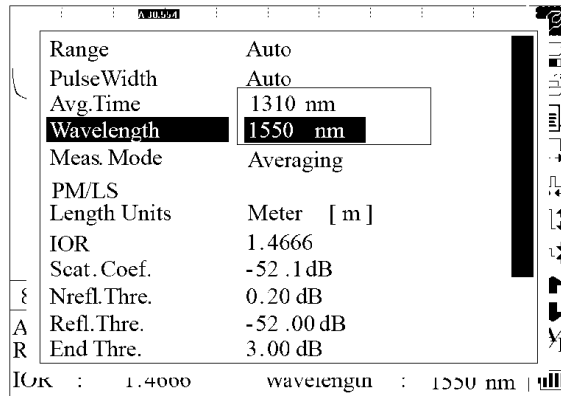 A 30.554
Range Auto
PulseWidth Auto
Avg.Time 1310 nm
Wavelength 1550 nm
Meas. Mode Averaging
PM/LS
Length Units Meter [ m ]
IOR 1.4666
Scat. Coef. -52 .1dB
Nrefl.Thre. 0.20 dB
Refl.Thre. -52 .00 dB
End Thre. 3.00 dB
A
R
IOR : 1.4666 Wavelength : 1550 nm